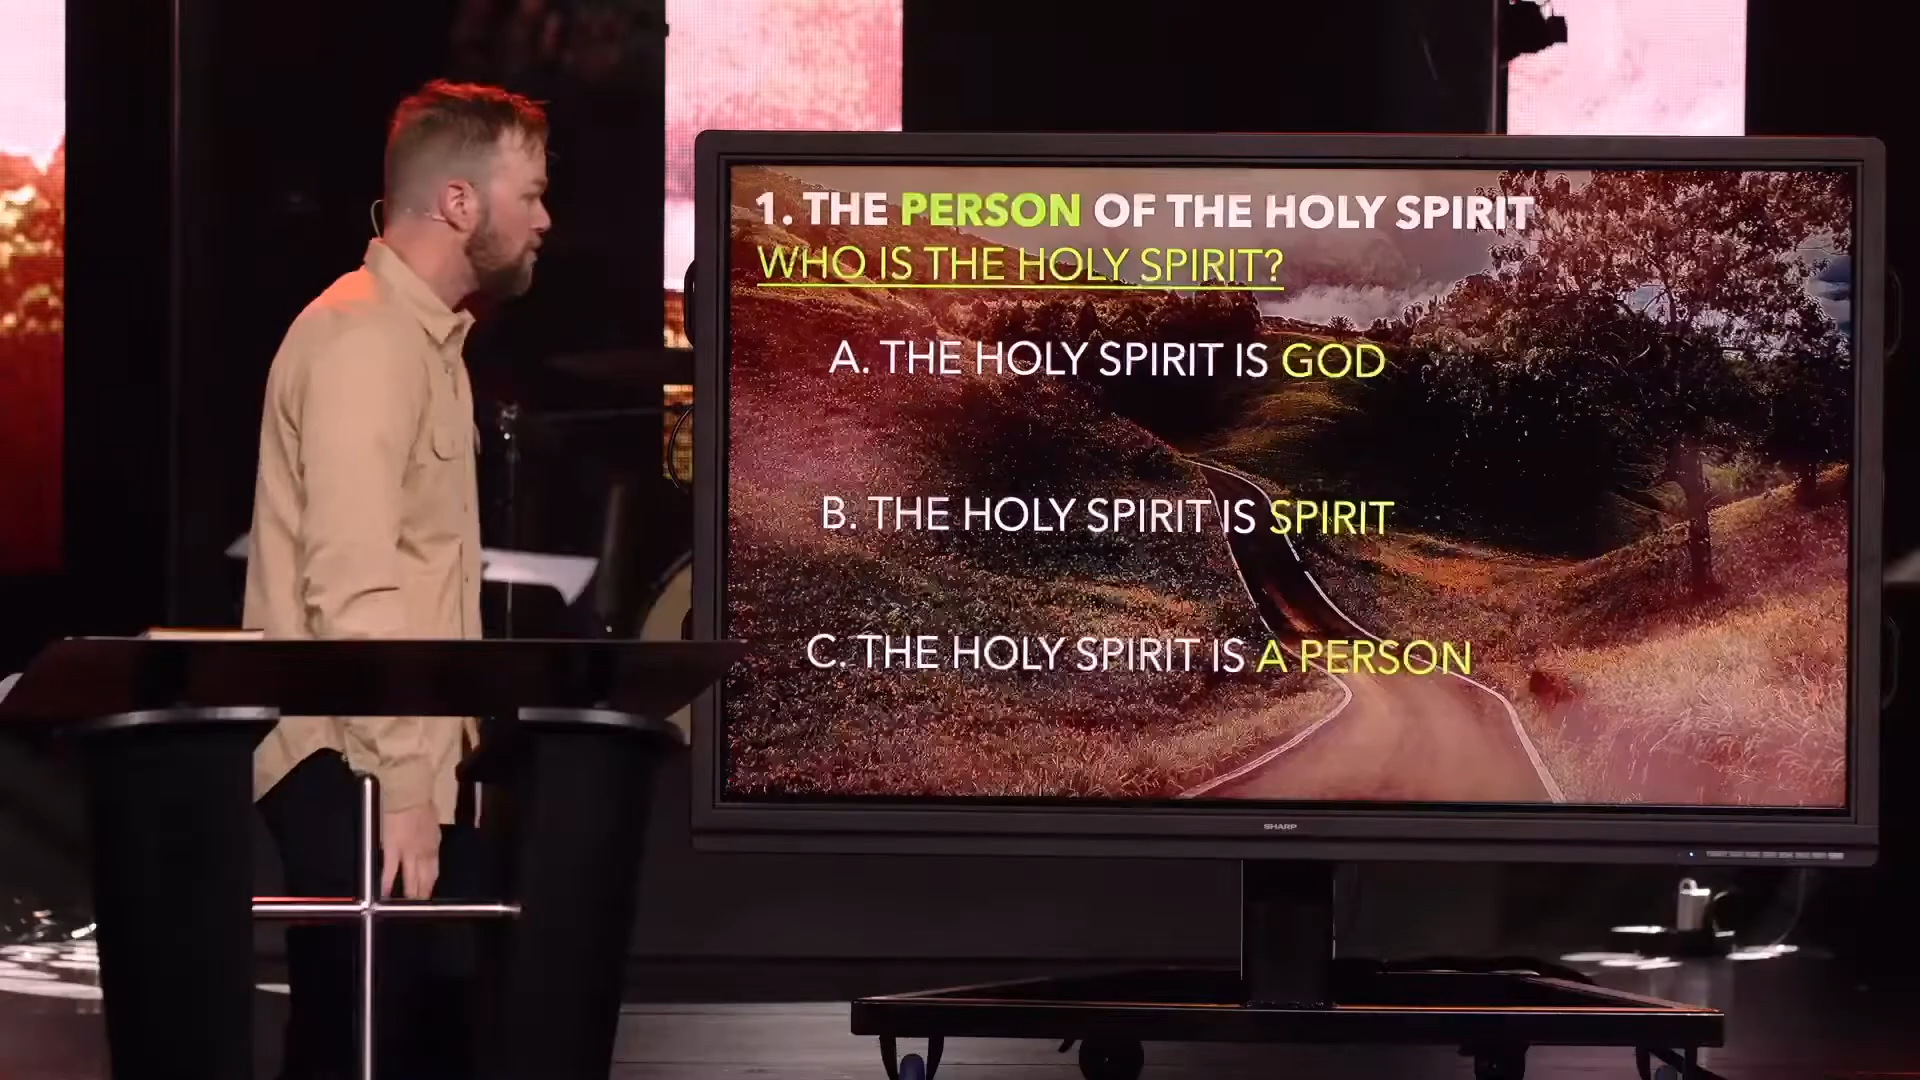 1. THE PERSON OF THE HOLY SPIRIT
WHO IS THE HOLY SPIRIT?
A. THE HOLY SPIRIT IS GOD
B. THE HOLY SPIRIT IS SPIRIT
C. THE HOLY SPIRIT IS A PERSON
SHARP